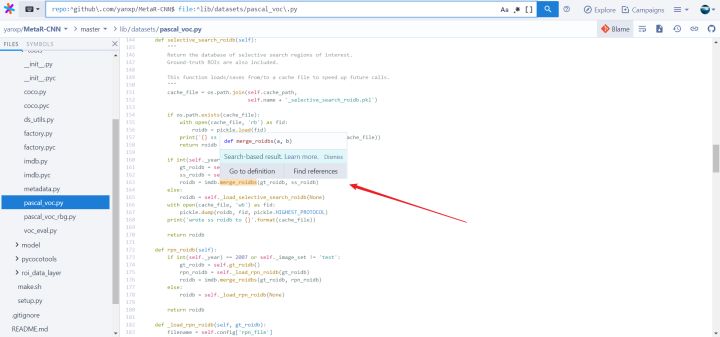 repo:^github\.com/yanxp/MetaR-CNN$ file:^lib/datasets/pascal_voc\.py
Aa .* []
Explore Campaigns
yanxp/MetaR-CNN > master lib/datasets/pascal_voc.py
Blame
FILES SYMBOLS
__init__.py
__init__.pyc
coco.py
coco.pyc
ds_utils.py
factory.py
factory.pyc
imdb.py
imdb.pyc
metadata.py
pascal_voc.py
pascal_voc_rbg.py
voc_eval.py
model
pycocotools
roi_data_layer
make.sh
setup.py
.gitignore
README.md
144 def selective_search_roidb(self):
145 """
146 Return the database of selective search regions of interest.
147 Ground-truth ROIs are also included.
148
149 This function loads/saves from/to a cache file to speed up future calls.
150 """
151 cache_file = os.path.join(self.cache_path,
152 self.name + '_selective_search_roidb.pkl')
153
154 if os.path.exists(cache_file):
155 with open(cache_file, 'rb') as fid:
156 roidb = pickle.load(fid)
157 print('{} ss cache_file))
158 return roidb
159
160 if int(self._year)
161 gt_roidb = se
162 ss_roidb = se
163 roidb = imdb.merge_roidbs(gt_roidb, ss_roidb)
164 else:
165 roidb = self._load_selective_search_roidb(None)
166 with open(cache_file, 'wb') as fid:
167 pickle.dump(roidb, fid, pickle.HIGHEST_PROTOCOL)
168 print('wrote ss roidb to {}'.format(cache_file))
169
170 return roidb
171
172 def rpn_roidb(self):
173 if int(self._year) == 2007 or self._image_set != 'test':
174 gt_roidb = self.gt_roidb()
175 rpn_roidb = self._load_rpn_roidb(gt_roidb)
176 roidb = imdb.merge_roidbs(gt_roidb, rpn_roidb)
177 else:
178 roidb = self._load_rpn_roidb(None)
179
180 return roidb
181
182 def _load_rpn_roidb(self, gt_roidb):
183 filename = self.config['rpn_file']
def merge_roidbs(a, b)
Search-based result. Learn more. Dismiss
Go to definition Find references